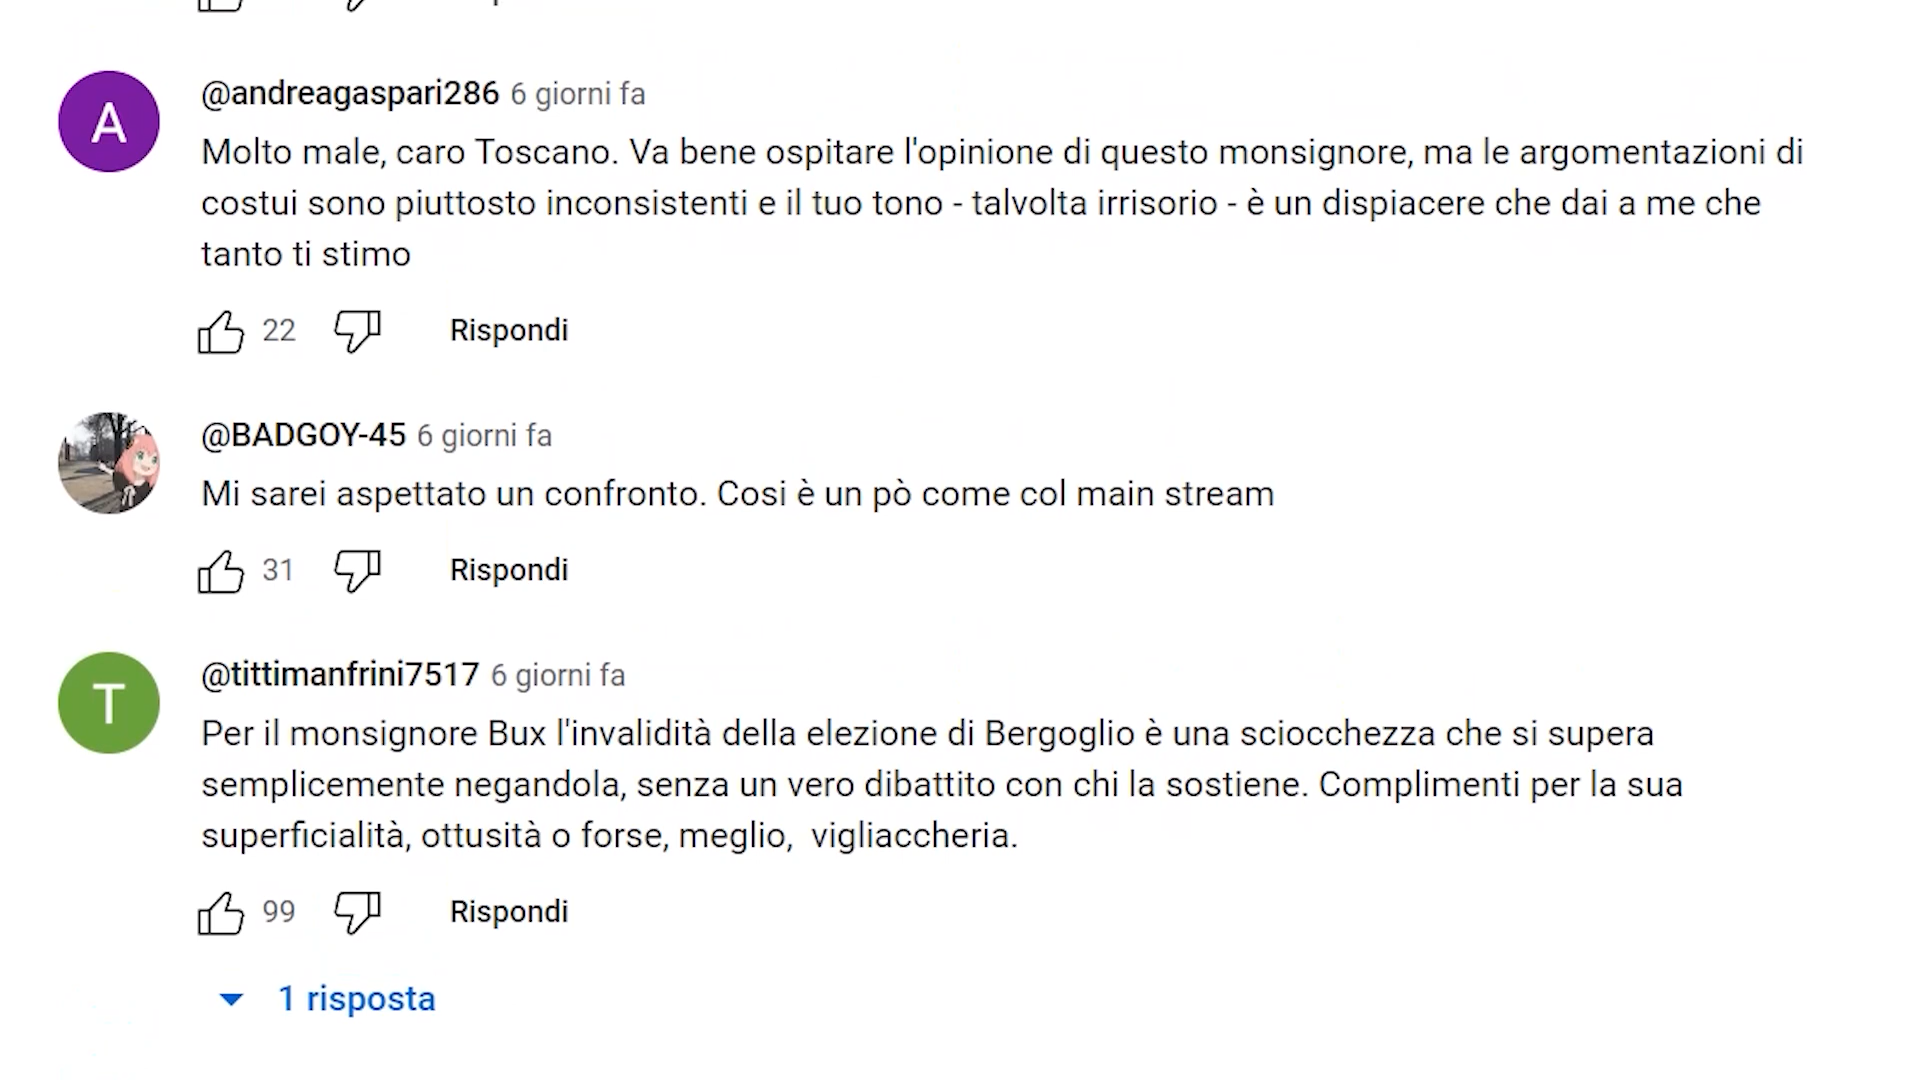 @andreagaspari286 6 giorni fa
A
Molto male, caro Toscano. Va bene ospitare l'opinione di questo monsignore, ma le argomentazioni di
costui sono piuttosto inconsistenti e il tuo tono - talvolta irrisorio - è un dispiacere che dai a me che
tanto ti stimo
22 Rispondi
@BADGOY-45 6 giorni fa
Mi sarei aspettato un confronto. Cosi è un pò come col main stream
31 Rispondi
@tittimanfrini7517 6 giorni fa
T
Per il monsignore Bux l'invalidità della elezione di Bergoglio è una sciocchezza che si supera
semplicemente negandola, senza un vero dibattito con chi la sostiene. Complimenti per la sua
superficialità, ottusità o forse, meglio,  vigliaccheria.
99 Rispondi
1 risposta